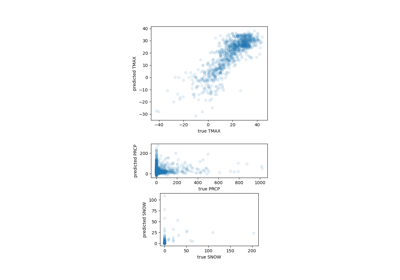 40
30
20
10
0
−10
−20
−30
predicted TMAX
−40 −20 0 20 40
true TMAX
200
100
0
predicted PRCP
0 200 400 600 800 1000
true PRCP
100
75
50
25
0
predicted SNOW
0 50 100 150 200
true SNOW